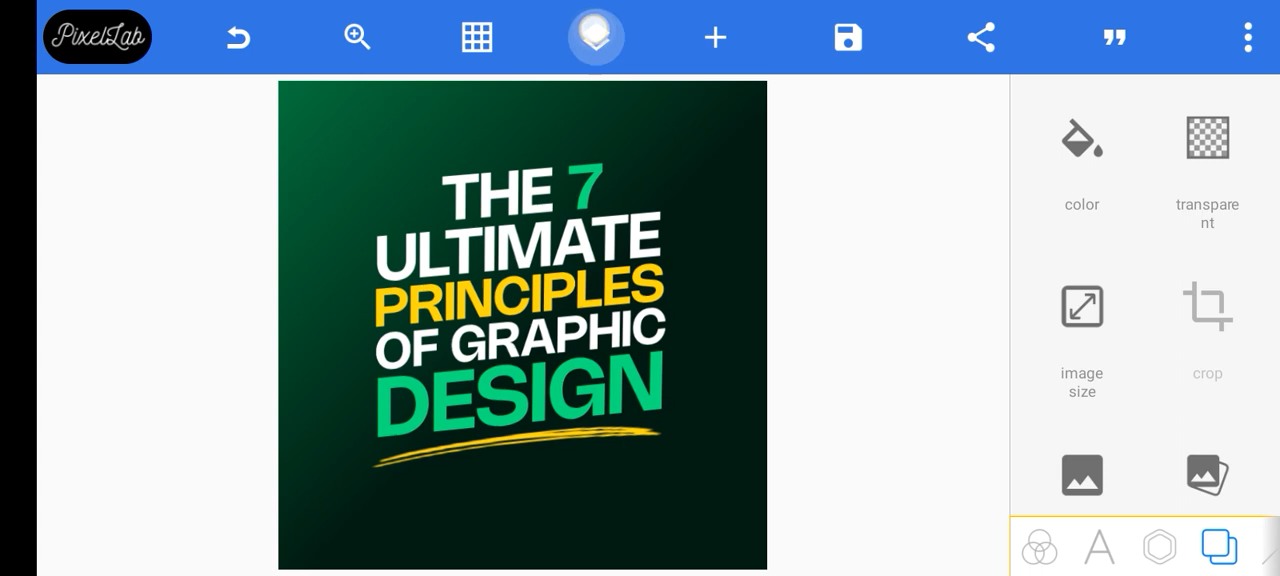 PixelLab
THE 7
ULTIMATE
PRINCIPLES
OF GRAPHIC
DESIGN
color
transpare
nt
image
size
crop